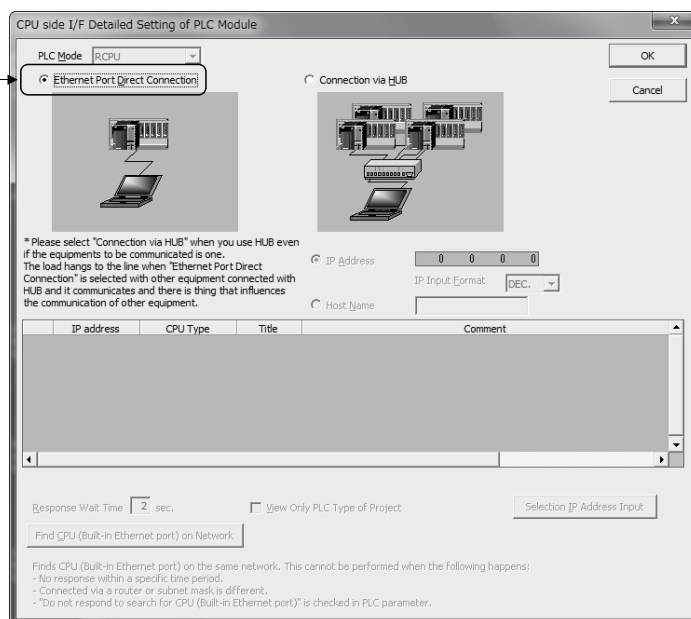 PLC side I/F Detailed Setting of PLC Module
PLC Mode RCPU
OK
Ethernet Port Direct Connection
Connection via HUB
Cancel
* Please select "Connection via HUB" when you use HUB even
if the equipments to be communicated is one.
The load hangs to the line when "Ethernet Port Direct
Connection" is selected with other equipment connected with
HUB and it communicates and there is thing that influences
the communication of other equipment.
IP Address 0 0 0 0
IP Input Format DEC.
Host Name
IP address CPU Type Title Comment
Response Wait Time 2 sec.
View Only PLC Type of Project
Selection IP Address Input
Find CPU (Built-in Ethernet port) on Network
Finds CPU (Built-in Ethernet port) on the same network. This cannot be performed when the following happens:
- No response within a specific time period.
- Connected via a router or subnet mask is different.
- "Do not respond to search for CPU (Built-in Ethernet port)" is checked in PLC parameter.